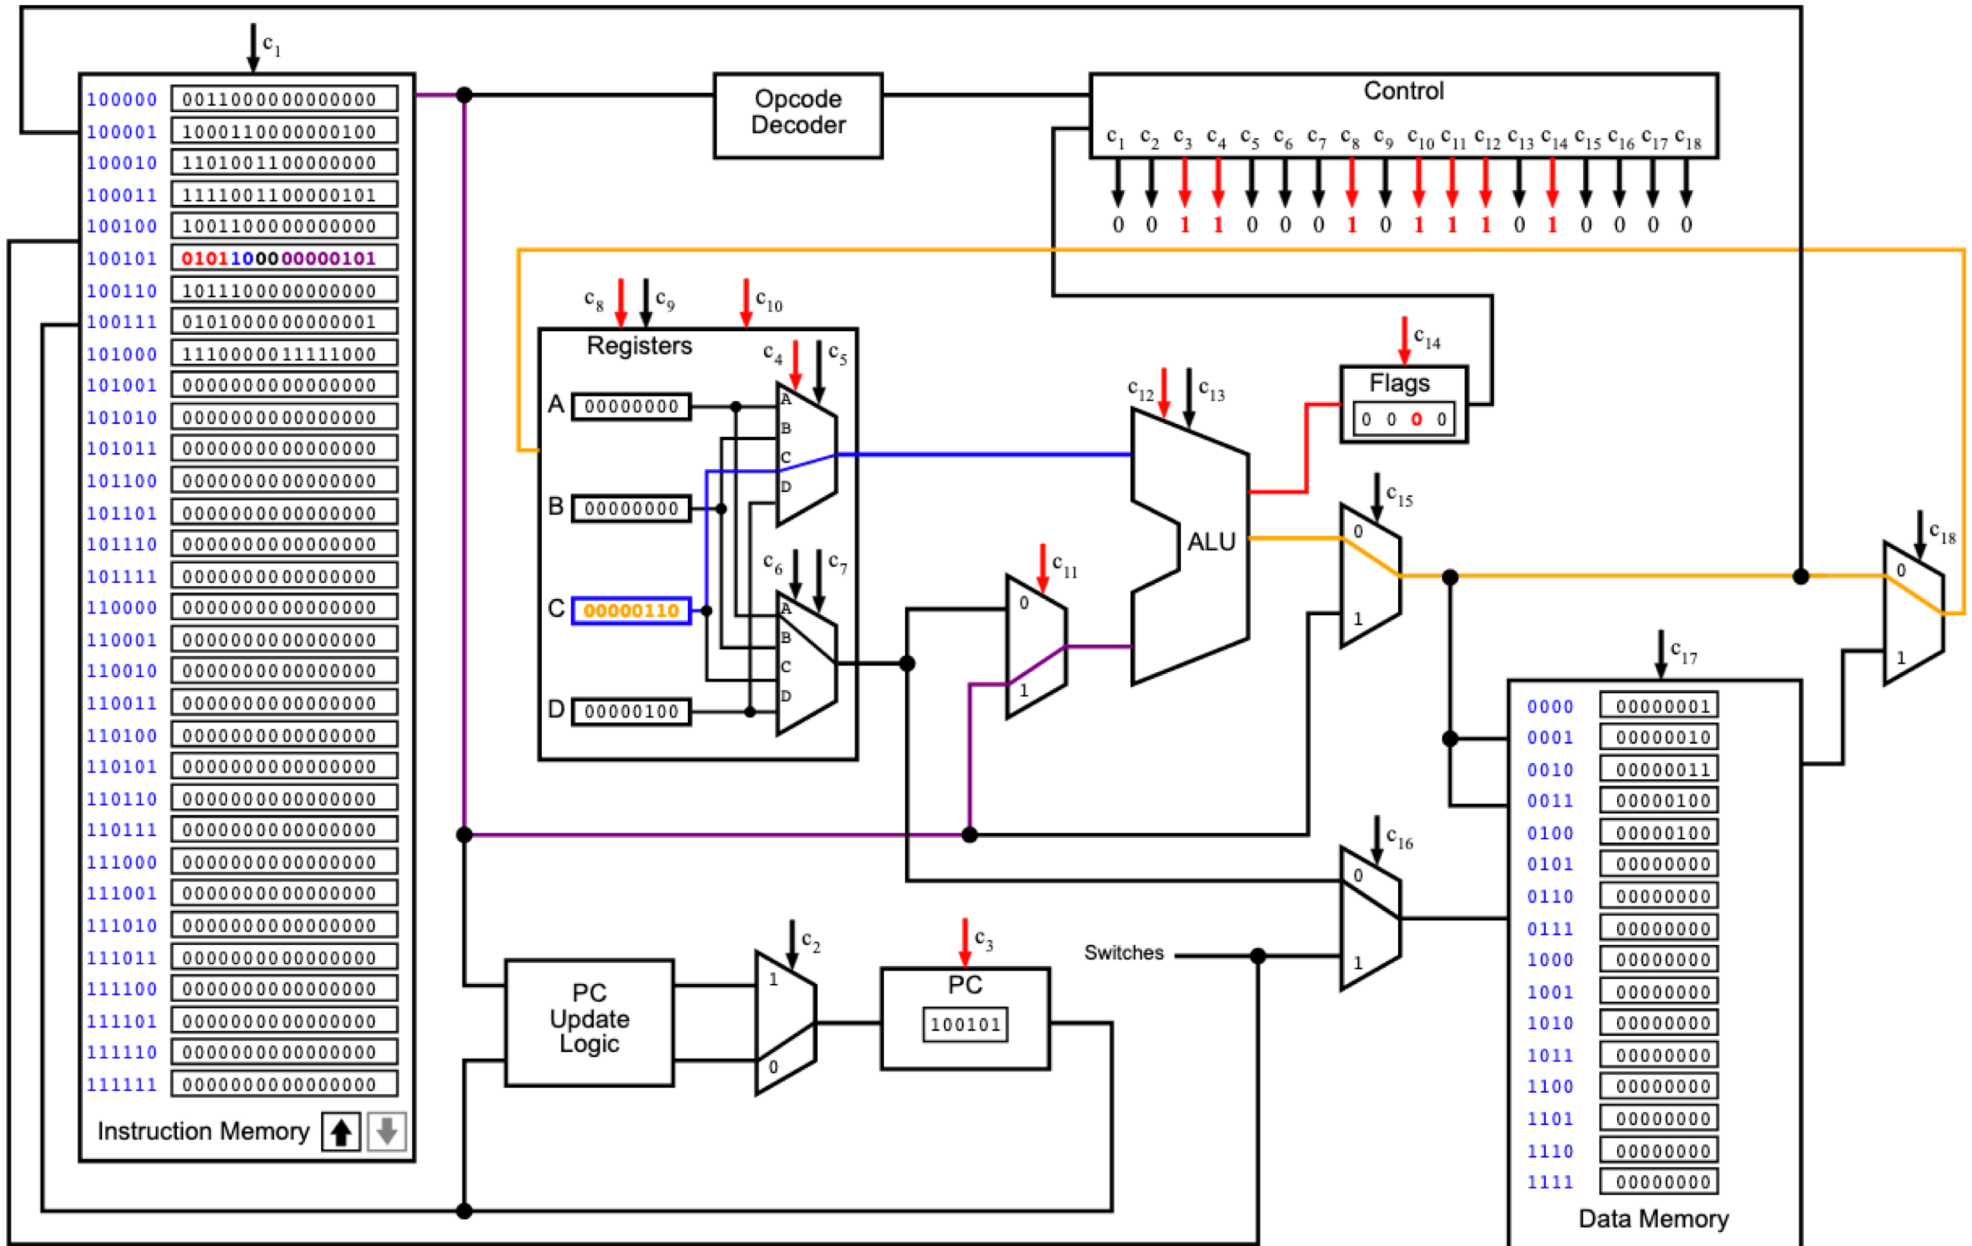 c1
100000 0011000000000000
100001 1000110000000100
100010 1101001100000000
100011 1111001100000101
100100 1001100000000000
100101 0101100000000101
100110 1011100000000000
100111 0101000000000001
101000 1110000011111000
101001 0000000000000000
101010 0000000000000000
101011 0000000000000000
101100 0000000000000000
101101 0000000000000000
101110 0000000000000000
101111 0000000000000000
110000 0000000000000000
110001 0000000000000000
110010 0000000000000000
110011 0000000000000000
110100 0000000000000000
110101 0000000000000000
110110 0000000000000000
110111 0000000000000000
111000 0000000000000000
111001 0000000000000000
111010 0000000000000000
111011 0000000000000000
111100 0000000000000000
111101 0000000000000000
111110 0000000000000000
111111 0000000000000000
Instruction Memory
Opcode
Decoder
Control
c1 c2 c3 c4 c5 c6 c7 c8 c9 c10 c11 c12 c13 c14 c15 c16 c17 c18
0 0 1 1 0 0 0 1 0 1 1 1 0 1 0 0 0 0
c8 c9 c10
Registers
c4 c5
A 00000000
B 00000000
C 00000110
D 00000100
A
B
C
D
c6 c7
A
B
C
D
c11
0
1
c12 c13
ALU
c14
Flags
0 0 0 0
c15
0
1
c18
0
1
c16
0
1
Switches
PC
Update
Logic
c2
1
0
c3
PC
100101
c17
0000 00000001
0001 00000010
0010 00000011
0011 00000100
0100 00000100
0101 00000000
0110 00000000
0111 00000000
1000 00000000
1001 00000000
1010 00000000
1011 00000000
1100 00000000
1101 00000000
1110 00000000
1111 00000000
Data Memory